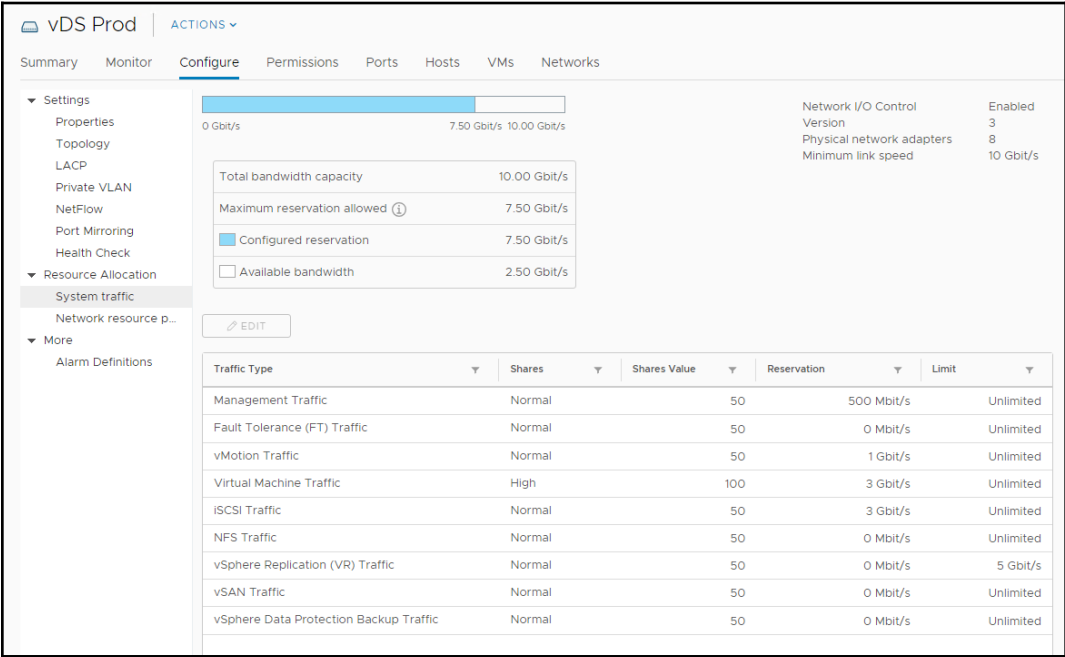 vDS Prod ACTIONS
Summary Monitor Configure Permissions Ports Hosts VMs Networks
Settings
Properties
Topology
LACP
Private VLAN
NetFlow
Port Mirroring
Health Check
Resource Allocation
System traffic
Network resource p...
More
Alarm Definitions
0 Gbit/s 7.50 Gbit/s 10.00 Gbit/s
Network I/O Control Enabled
Version 3
Physical network adapters 8
Minimum link speed 10 Gbit/s
Total bandwidth capacity 10.00 Gbit/s
Maximum reservation allowed 7.50 Gbit/s
Configured reservation 7.50 Gbit/s
Available bandwidth 2.50 Gbit/s
EDIT
Traffic Type Shares Shares Value Reservation Limit
Management Traffic Normal 50 500 Mbit/s Unlimited
Fault Tolerance (FT) Traffic Normal 50 0 Mbit/s Unlimited
vMotion Traffic Normal 50 1 Gbit/s Unlimited
Virtual Machine Traffic High 100 3 Gbit/s Unlimited
iSCSI Traffic Normal 50 3 Gbit/s Unlimited
NFS Traffic Normal 50 0 Mbit/s Unlimited
vSphere Replication (VR) Traffic Normal 50 0 Mbit/s 5 Gbit/s
vSAN Traffic Normal 50 0 Mbit/s Unlimited
vSphere Data Protection Backup Traffic Normal 50 0 Mbit/s Unlimited